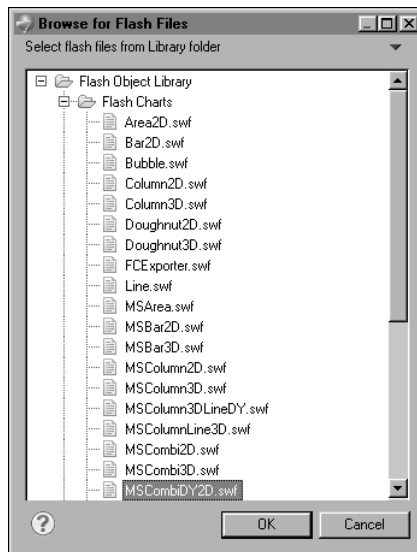 Browse for Flash Files
Select flash files from Library folder
Flash Object Library
Flash Charts
Area2D.swf
Bar2D.swf
Bubble.swf
Column2D.swf
Column3D.swf
Doughnut2D.swf
Doughnut3D.swf
FCExporter.swf
Line.swf
MSArea.swf
MSBar2D.swf
MSBar3D.swf
MSColumn2D.swf
MSColumn3D.swf
MSColumn3DLineDY.swf
MSColumnLine3D.swf
MSCombi2D.swf
MSCombi3D.swf
MSCombiDY2D.swf
? OK Cancel